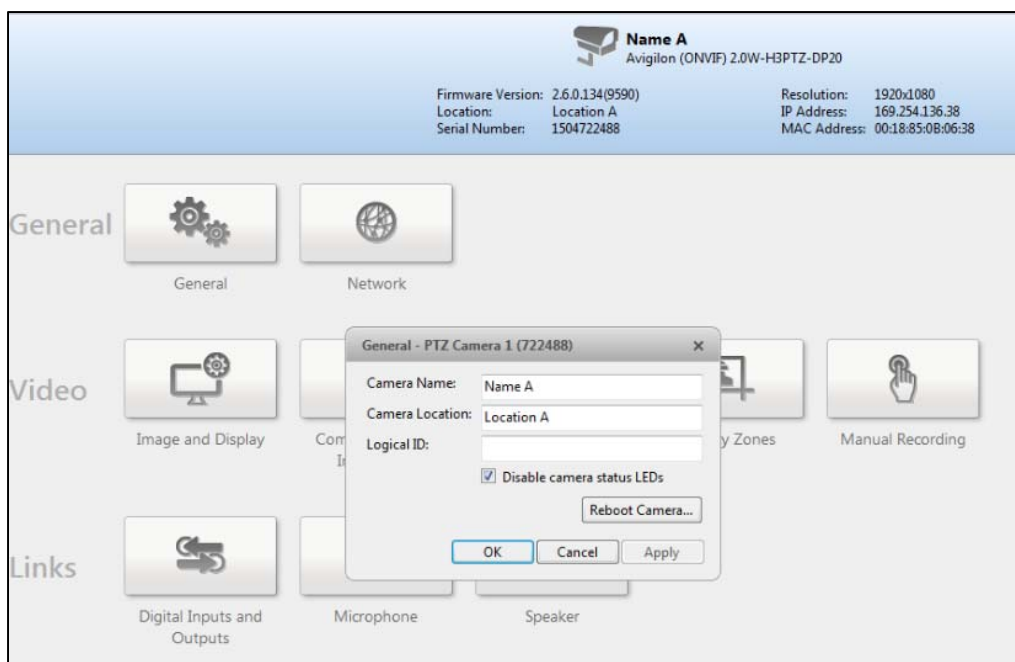 Name A
Avigilon (ONVIF) 2.0W-H3PTZ-DP20
Firmware Version: 2.6.0.134(9590)
Location: Location A
Serial Number: 1504722488
Resolution: 1920x1080
IP Address: 169.254.136.38
MAC Address: 00:18:85:0B:06:38
General
General
Network
General - PTZ Camera 1 (722488)
Camera Name: Name A
Camera Location: Location A
Logical ID:
Disable camera status LEDs
Reboot Camera...
OK Cancel Apply
Video
Image and Display
Com
y Zones
Manual Recording
Links
Digital Inputs and
Outputs
Microphone
Speaker